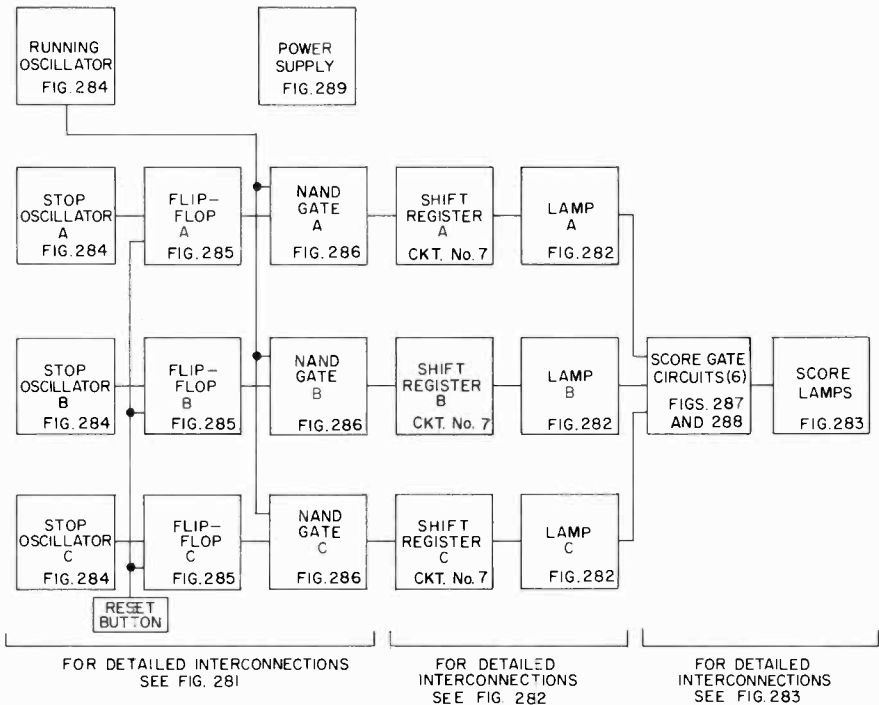 RUNNING
OSCILLATOR
FIG.284
POWER
SUPPLY
FIG.289
STOP
OSCILLATOR
A
FIG.284
FLIP-
FLOP
A
FIG.285
NAND
GATE
A
FIG.286
SHIFT
REGISTER
A
CKT. No.7
LAMP
A
FIG.282
STOP
OSCILLATOR
B
FIG.284
FLIP-
FLOP
B
FIG.285
NAND
GATE
B
FIG.286
SHIFT
REGISTER
B
CKT. No.7
LAMP
B
FIG.282
SCORE GATE
CIRCUITS(6)
FIGS. 287
AND 288
SCORE
LAMPS
FIG.283
STOP
OSCILLATOR
C
FIG.284
FLIP-
FLOP
C
FIG.285
NAND
GATE
C
FIG.286
SHIFT
REGISTER
C
CKT. No.7
LAMP
C
FIG.282
RESET
BUTTON
FOR DETAILED INTERCONNECTIONS
SEE FIG. 281
FOR DETAILED
INTERCONNECTIONS
SEE FIG. 282
FOR DETAILED
INTERCONNECTIONS
SEE FIG.283